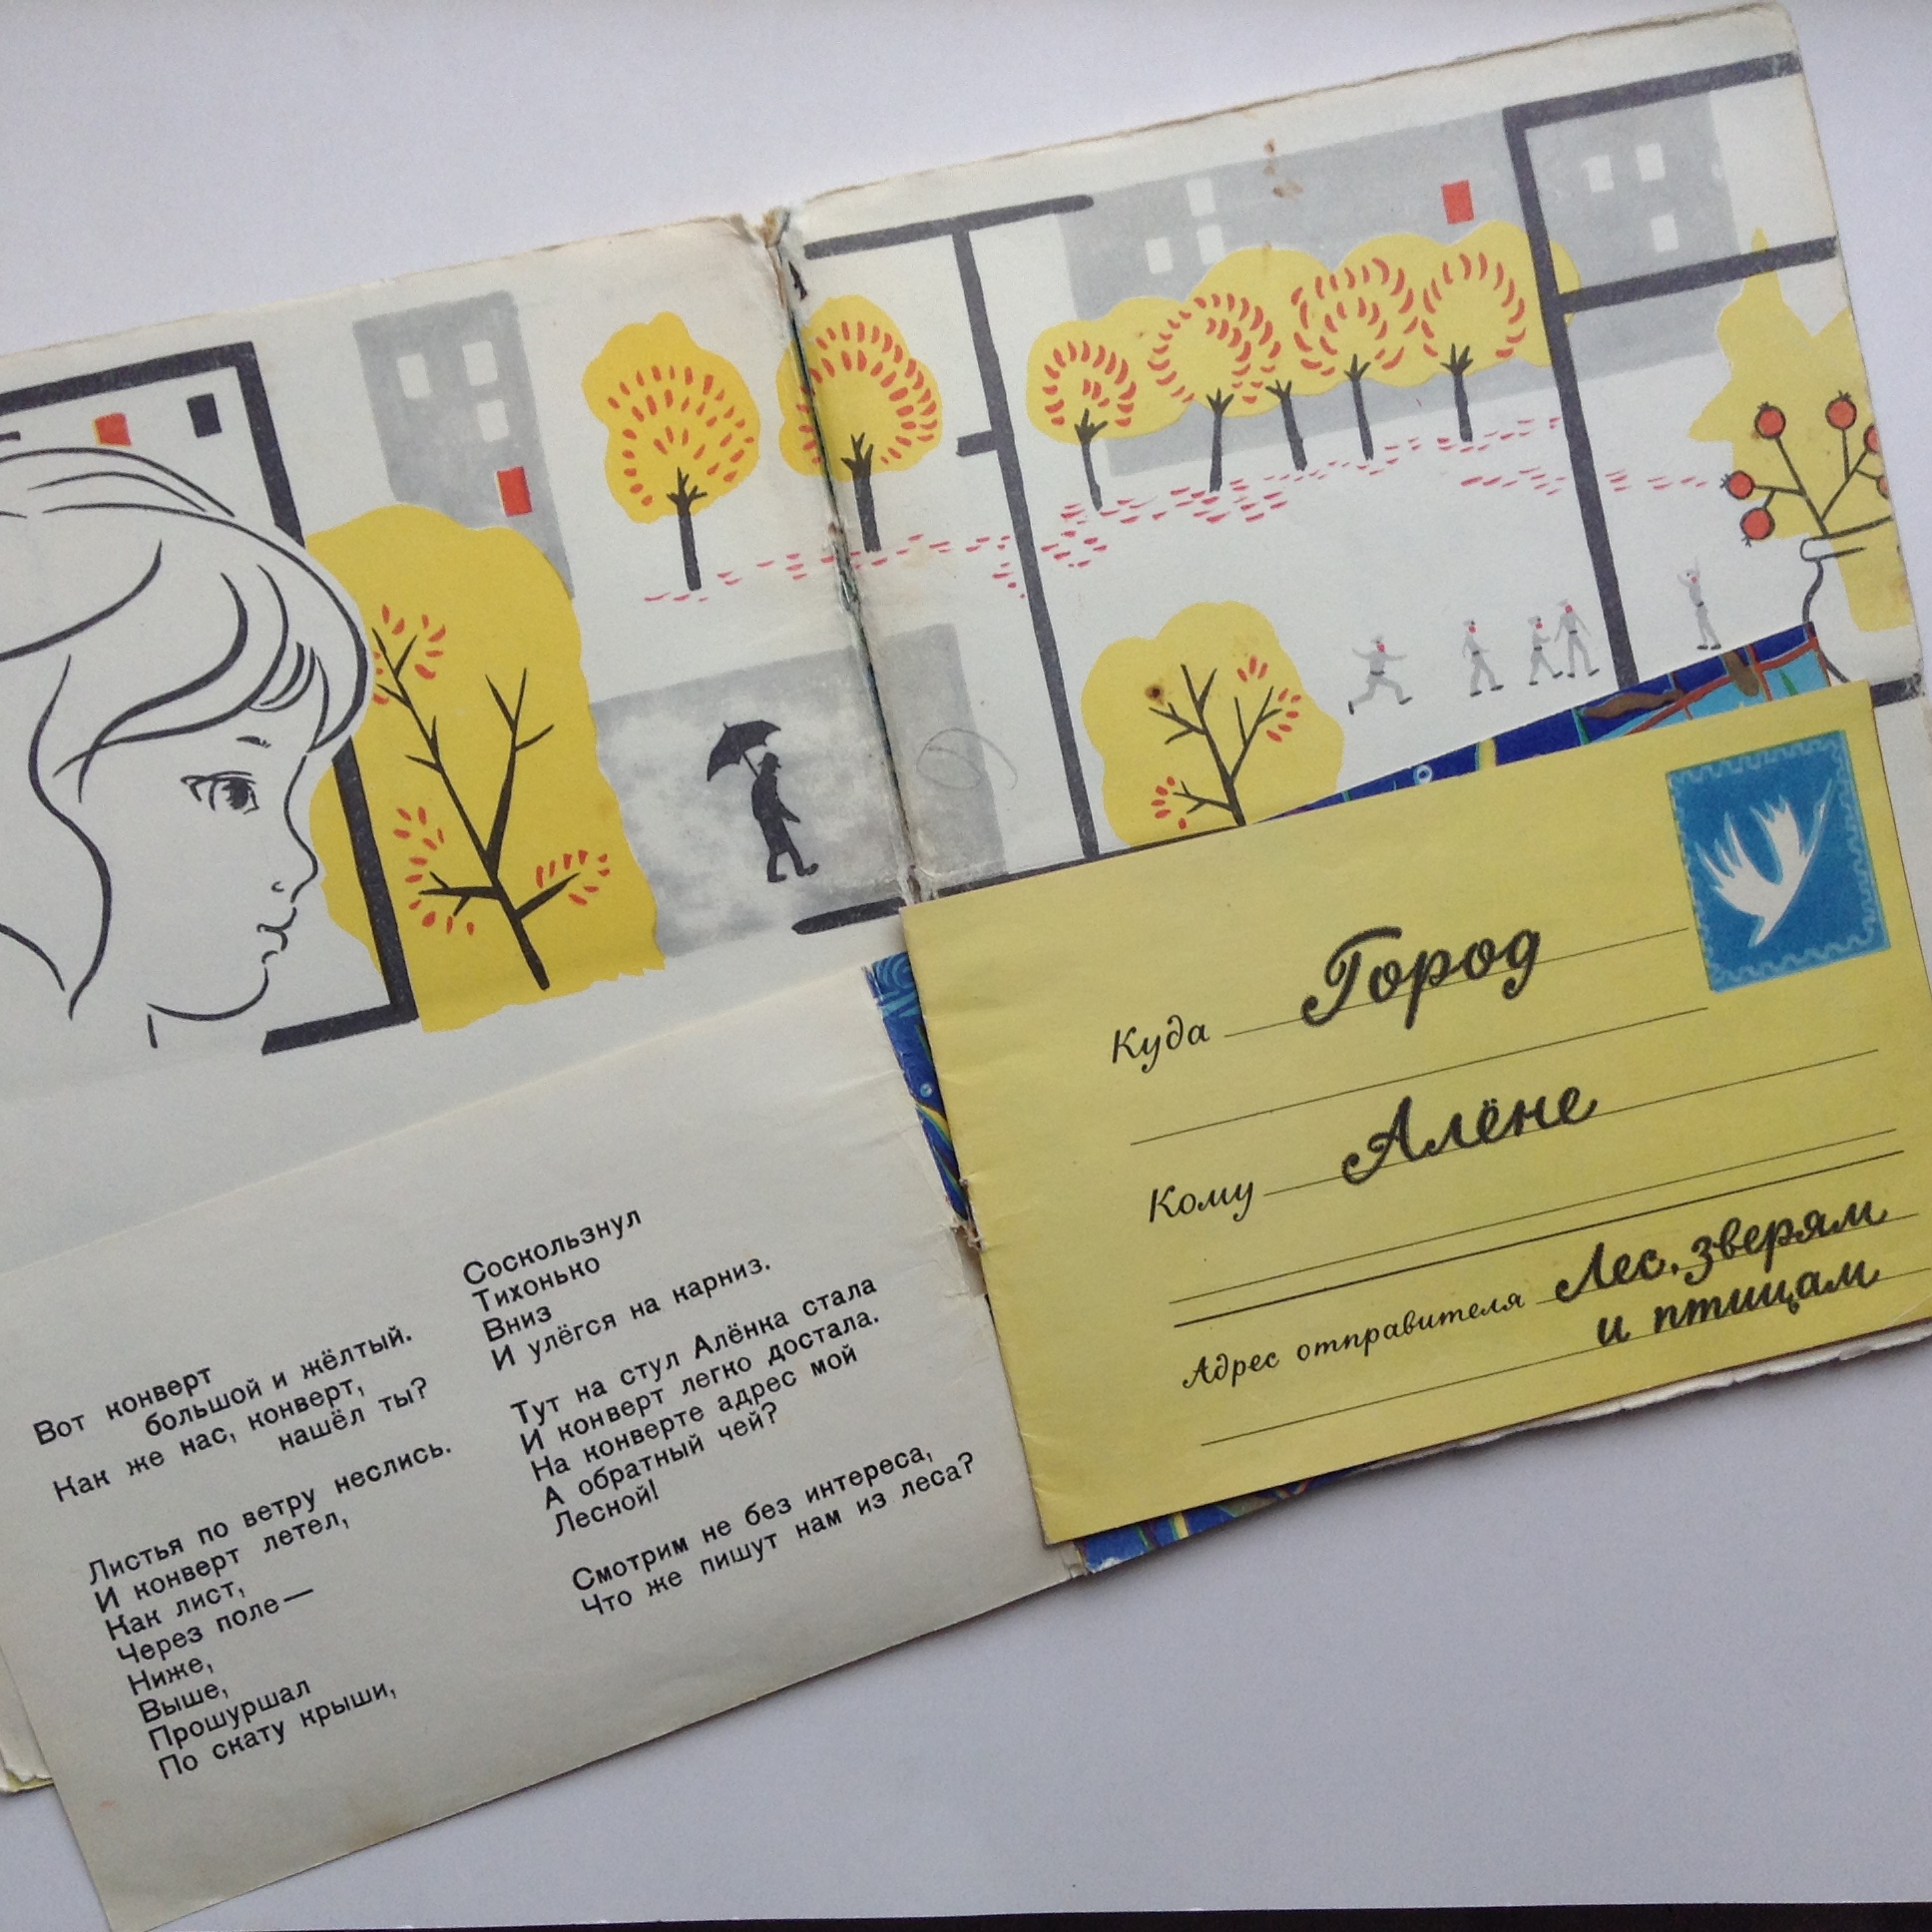 Вот конверт
большой и жёлтый.
Как же нас, конверт,
нашёл ты?
Листья по ветру неслись.
И конверт летел,
Как лист,
Через поле—
Ниже,
Выше,
Прошуршал
По скату крыши,
Соскользнул
Тихонько
Вниз
И улёгся на карниз.
Тут на стул Алёнка стала
И конверт легко достала.
На конверте адрес мой
А обратный чей?
Лесной!
Смотрим не без интереса,
Что же пишут нам из леса?
Куда Город
Кому Алёне
Адрес отправителя Лес, зверям
и птицам